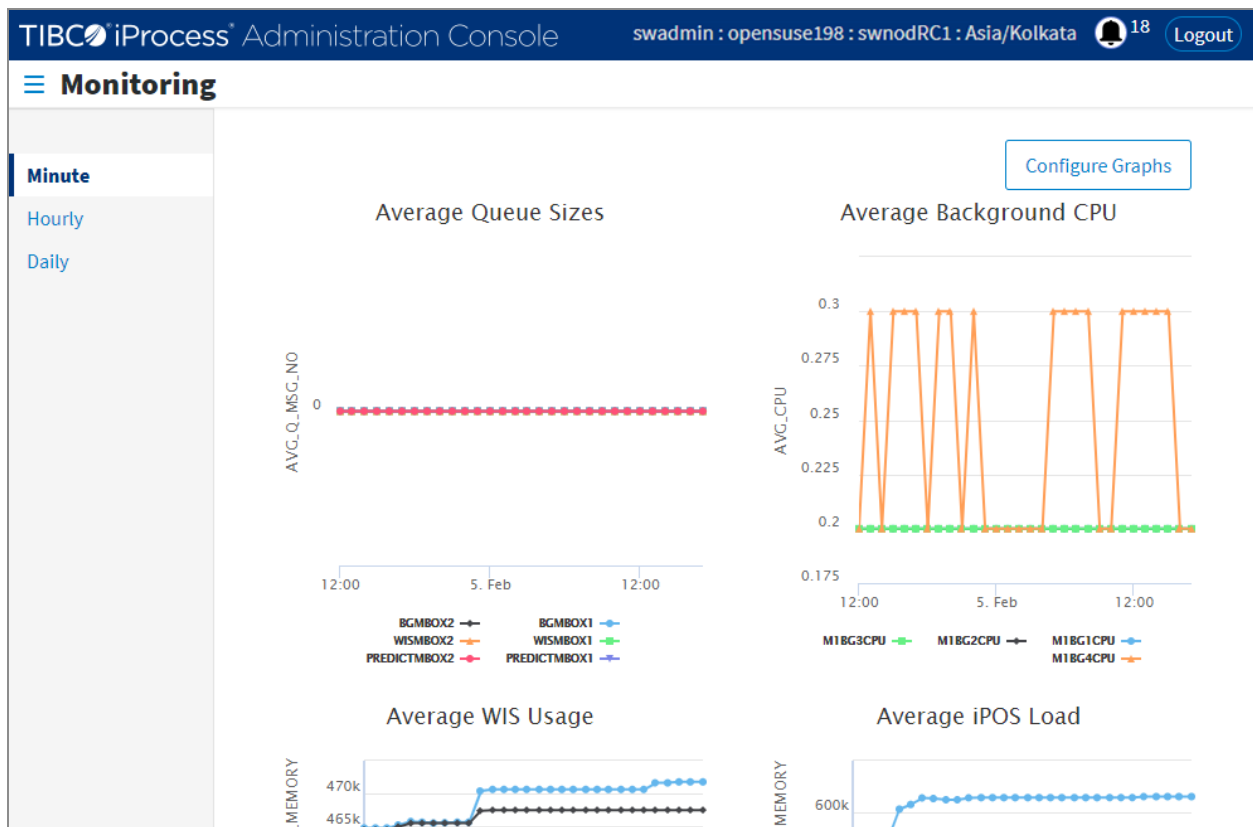 TIBCO iProcess® Administration Console
swadmin : opensuse198 : swnodRC1 : Asia/Kolkata
18
Logout
Monitoring
Minute
Hourly
Daily
Configure Graphs
Average Queue Sizes
AVG_Q_MSG_NO
0
12:00 5. Feb 12:00
BGMBOX2 BGMBOX1
WISMBOX2 WISMBOX1
PREDICTMBOX2 PREDICTMBOX1
Average Background CPU
AVG_CPU
0.3
0.275
0.25
0.225
0.2
0.175
12:00 5. Feb 12:00
M1BG3CPU M1BG2CPU M1BG1CPU
M1BG4CPU
Average WIS Usage
_MEMORY
470k
465k
Average iPOS Load
MEMORY
600k